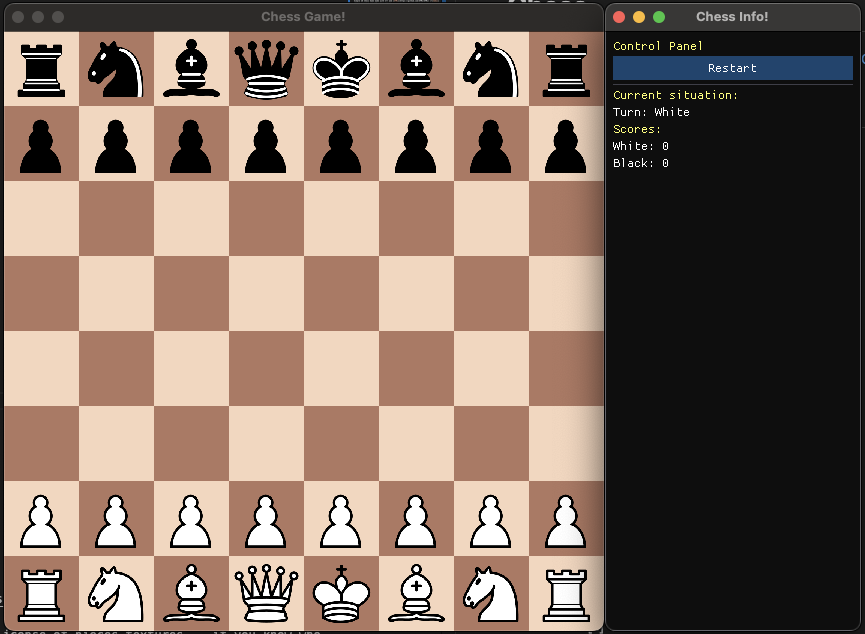 Chess Game!
Chess Info!
Control Panel
Restart
Current situation:
Turn: White
Scores:
White: 0
Black: 0